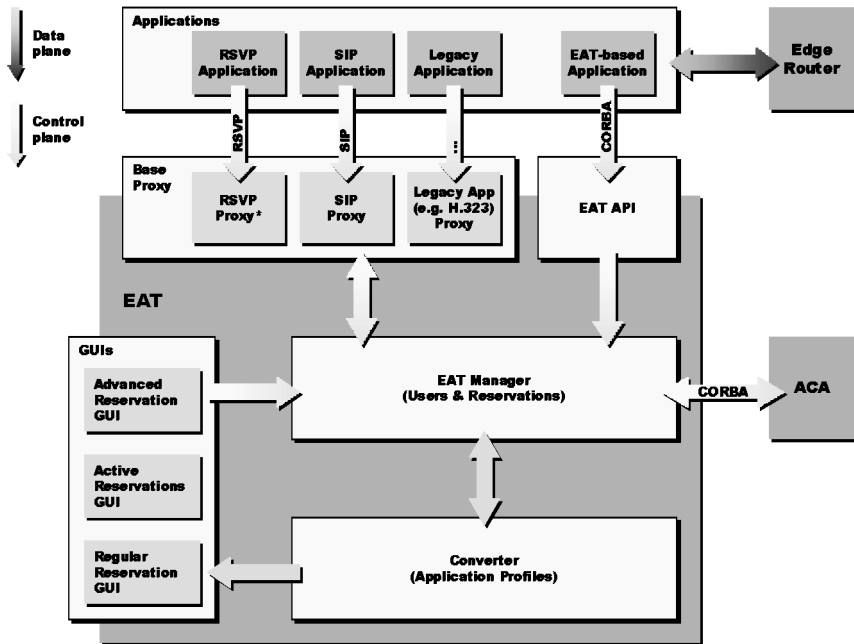 Data
plane
Control
plane
Applications
RSVP
Application
SIP
Application
Legacy
Application
EAT-based
Application
Edge
Router
RSVP
SIP
...
CORBA
Base
Proxy
RSVP
Proxy*
SIP
Proxy
Legacy App
(e.g. H.323)
Proxy
EAT API
EAT
GUIs
Advanced
Reservation
GUI
Active
Reservations
GUI
Regular
Reservation
GUI
EAT Manager
(Users & Reservations)
CORBA
ACA
Converter
(Application Profiles)